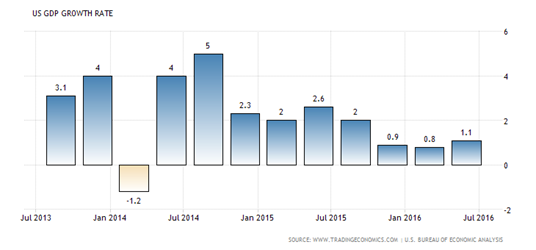 US GDP GROWTH RATE
6
5
4
4
4
3.1
2.6
2.3
2
2
2
1.1
0.9
0.8
0
-1.2
-2
Jul 2013
Jan 2014
Jul 2014
Jan 2015
Jul 2015
Jan 2016
Jul 2016
SOURCE: WWW.TRADINGECONOMICS.COM | U.S. BUREAU OF ECONOMIC ANALYSIS